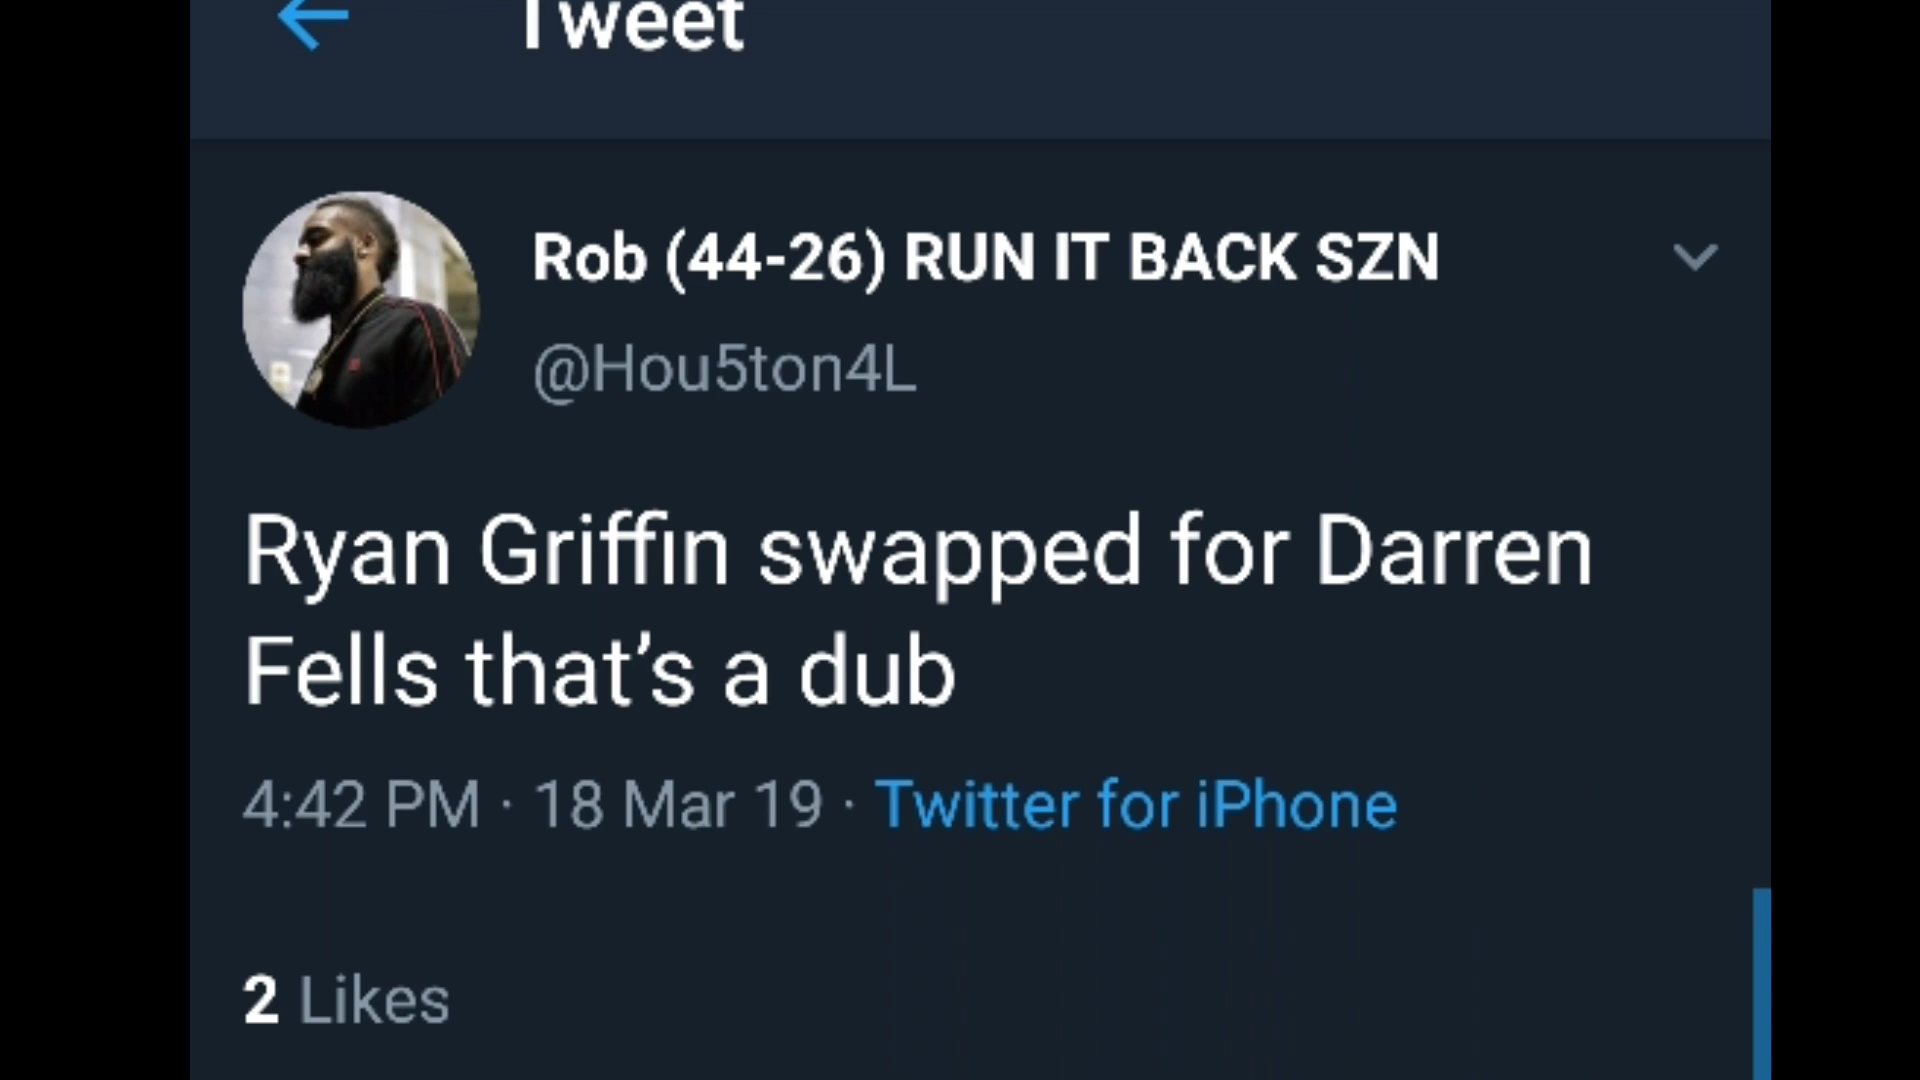 Tweet
Rob (44-26) RUN IT BACK SZN
@Hou5ton4L
Ryan Griffin swapped for Darren
Fells that’s a dub
4:42 PM · 18 Mar 19 · Twitter for iPhone
2 Likes